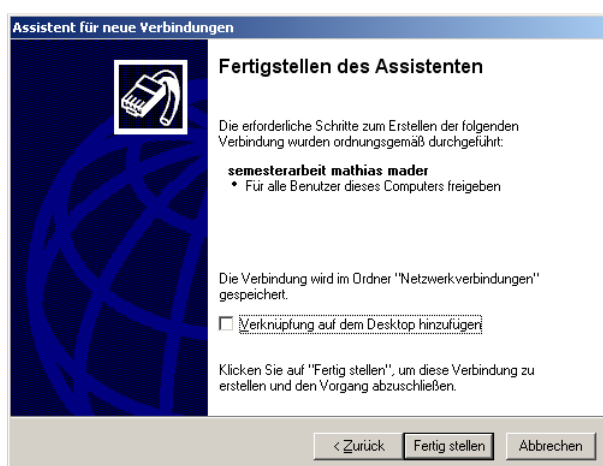 Assistent für neue Verbindungen
Fertigstellen des Assistenten
Die erforderliche Schritte zum Erstellen der folgenden
Verbindung wurden ordnungsgemäß durchgeführt:
semesterarbeit mathias mader
• Für alle Benutzer dieses Computers freigeben
Die Verbindung wird im Ordner "Netzwerkverbindungen"
gespeichert.
Verknüpfung auf dem Desktop hinzufügen
Klicken Sie auf "Fertig stellen", um diese Verbindung zu
erstellen und den Vorgang abzuschließen.
< Zurück Fertig stellen Abbrechen